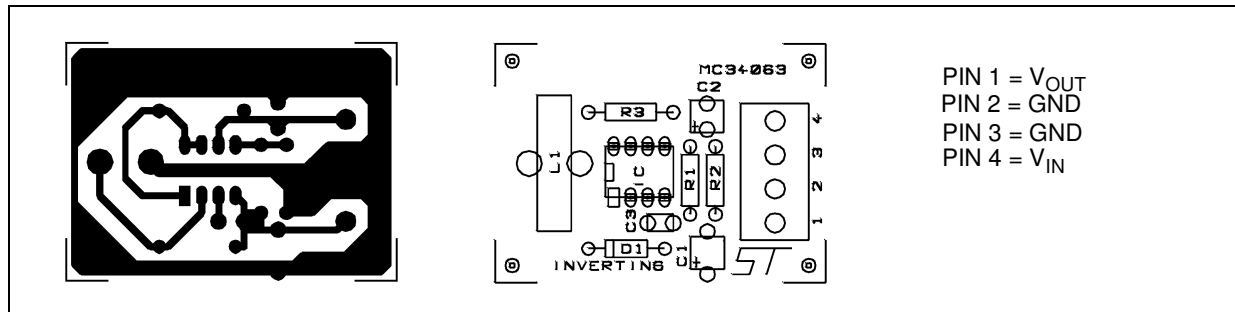 MC34063
C2
R3
L1
IC
R1
R2
C3
D1
C1
INVERTING
ST
4
3
2
1
PIN 1 = VOUT
PIN 2 = GND
PIN 3 = GND
PIN 4 = VIN